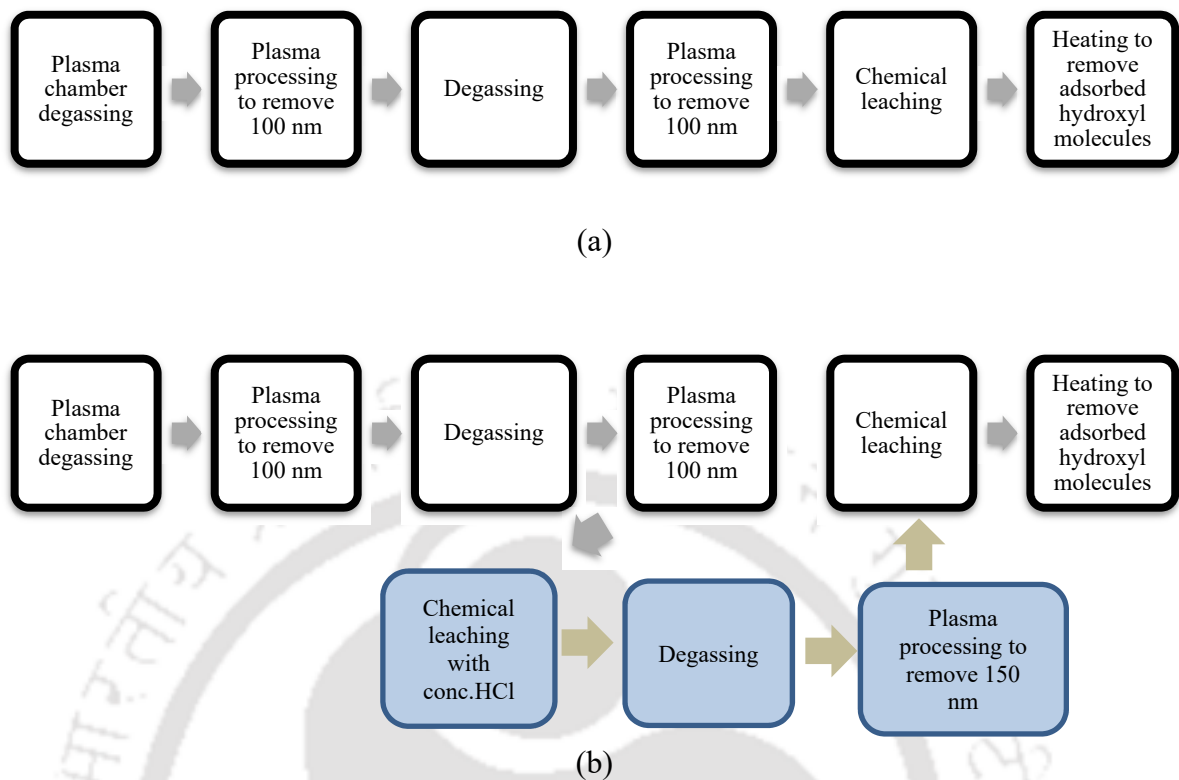 Plasma
chamber
degassing
Plasma
processing
to remove
100 nm
Degassing
Plasma
processing
to remove
100 nm
Chemical
leaching
Heating to
remove
adsorbed
hydroxyl
molecules
(a)
Plasma
chamber
degassing
Plasma
processing
to remove
100 nm
Degassing
Plasma
processing
to remove
100 nm
Chemical
leaching
Heating to
remove
adsorbed
hydroxyl
molecules
Chemical
leaching
with
conc.HCl
Degassing
Plasma
processing to
remove 150
nm
(b)